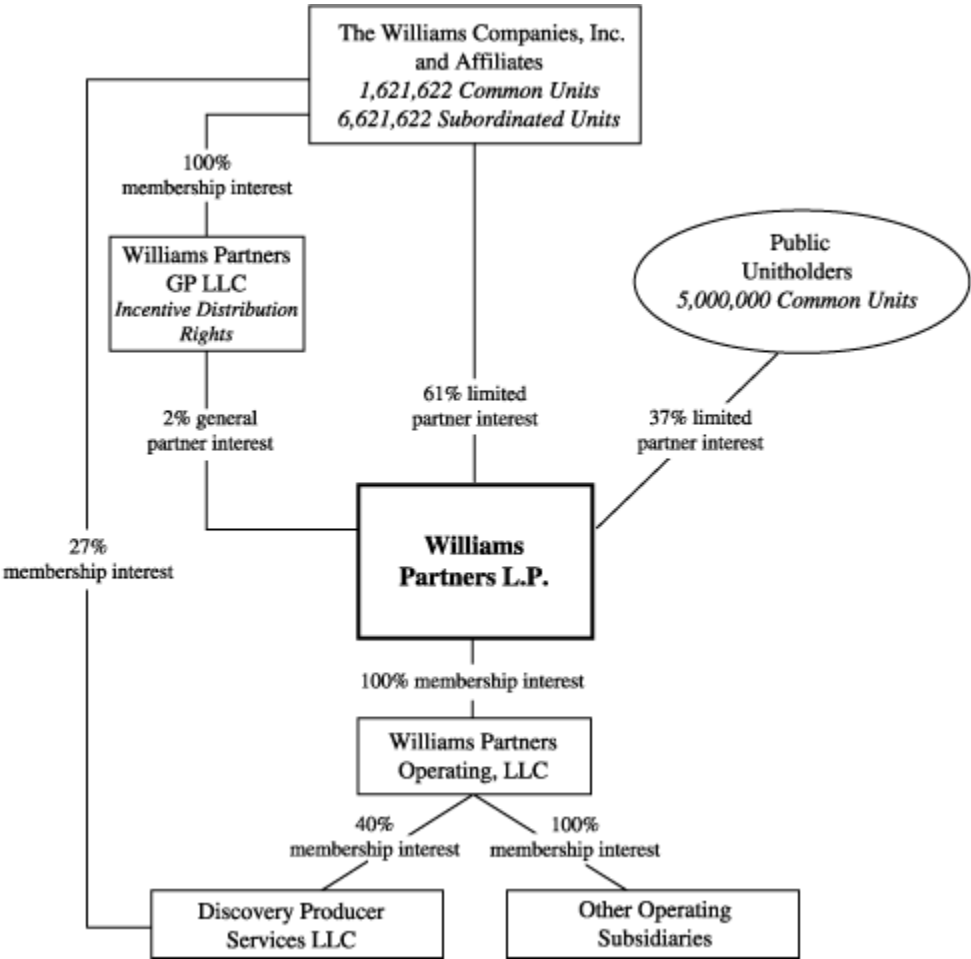 The Williams Companies, Inc.
and Affiliates
1,621,622 Common Units
6,621,622 Subordinated Units
100%
membership interest
Williams Partners
GP LLC
Incentive Distribution
Rights
Public
Unitholders
5,000,000 Common Units
61% limited
partner interest
2% general
partner interest
37% limited
partner interest
27%
membership interest
Williams
Partners L.P.
100% membership interest
Williams Partners
Operating, LLC
40%
membership interest
100%
membership interest
Discovery Producer
Services LLC
Other Operating
Subsidiaries